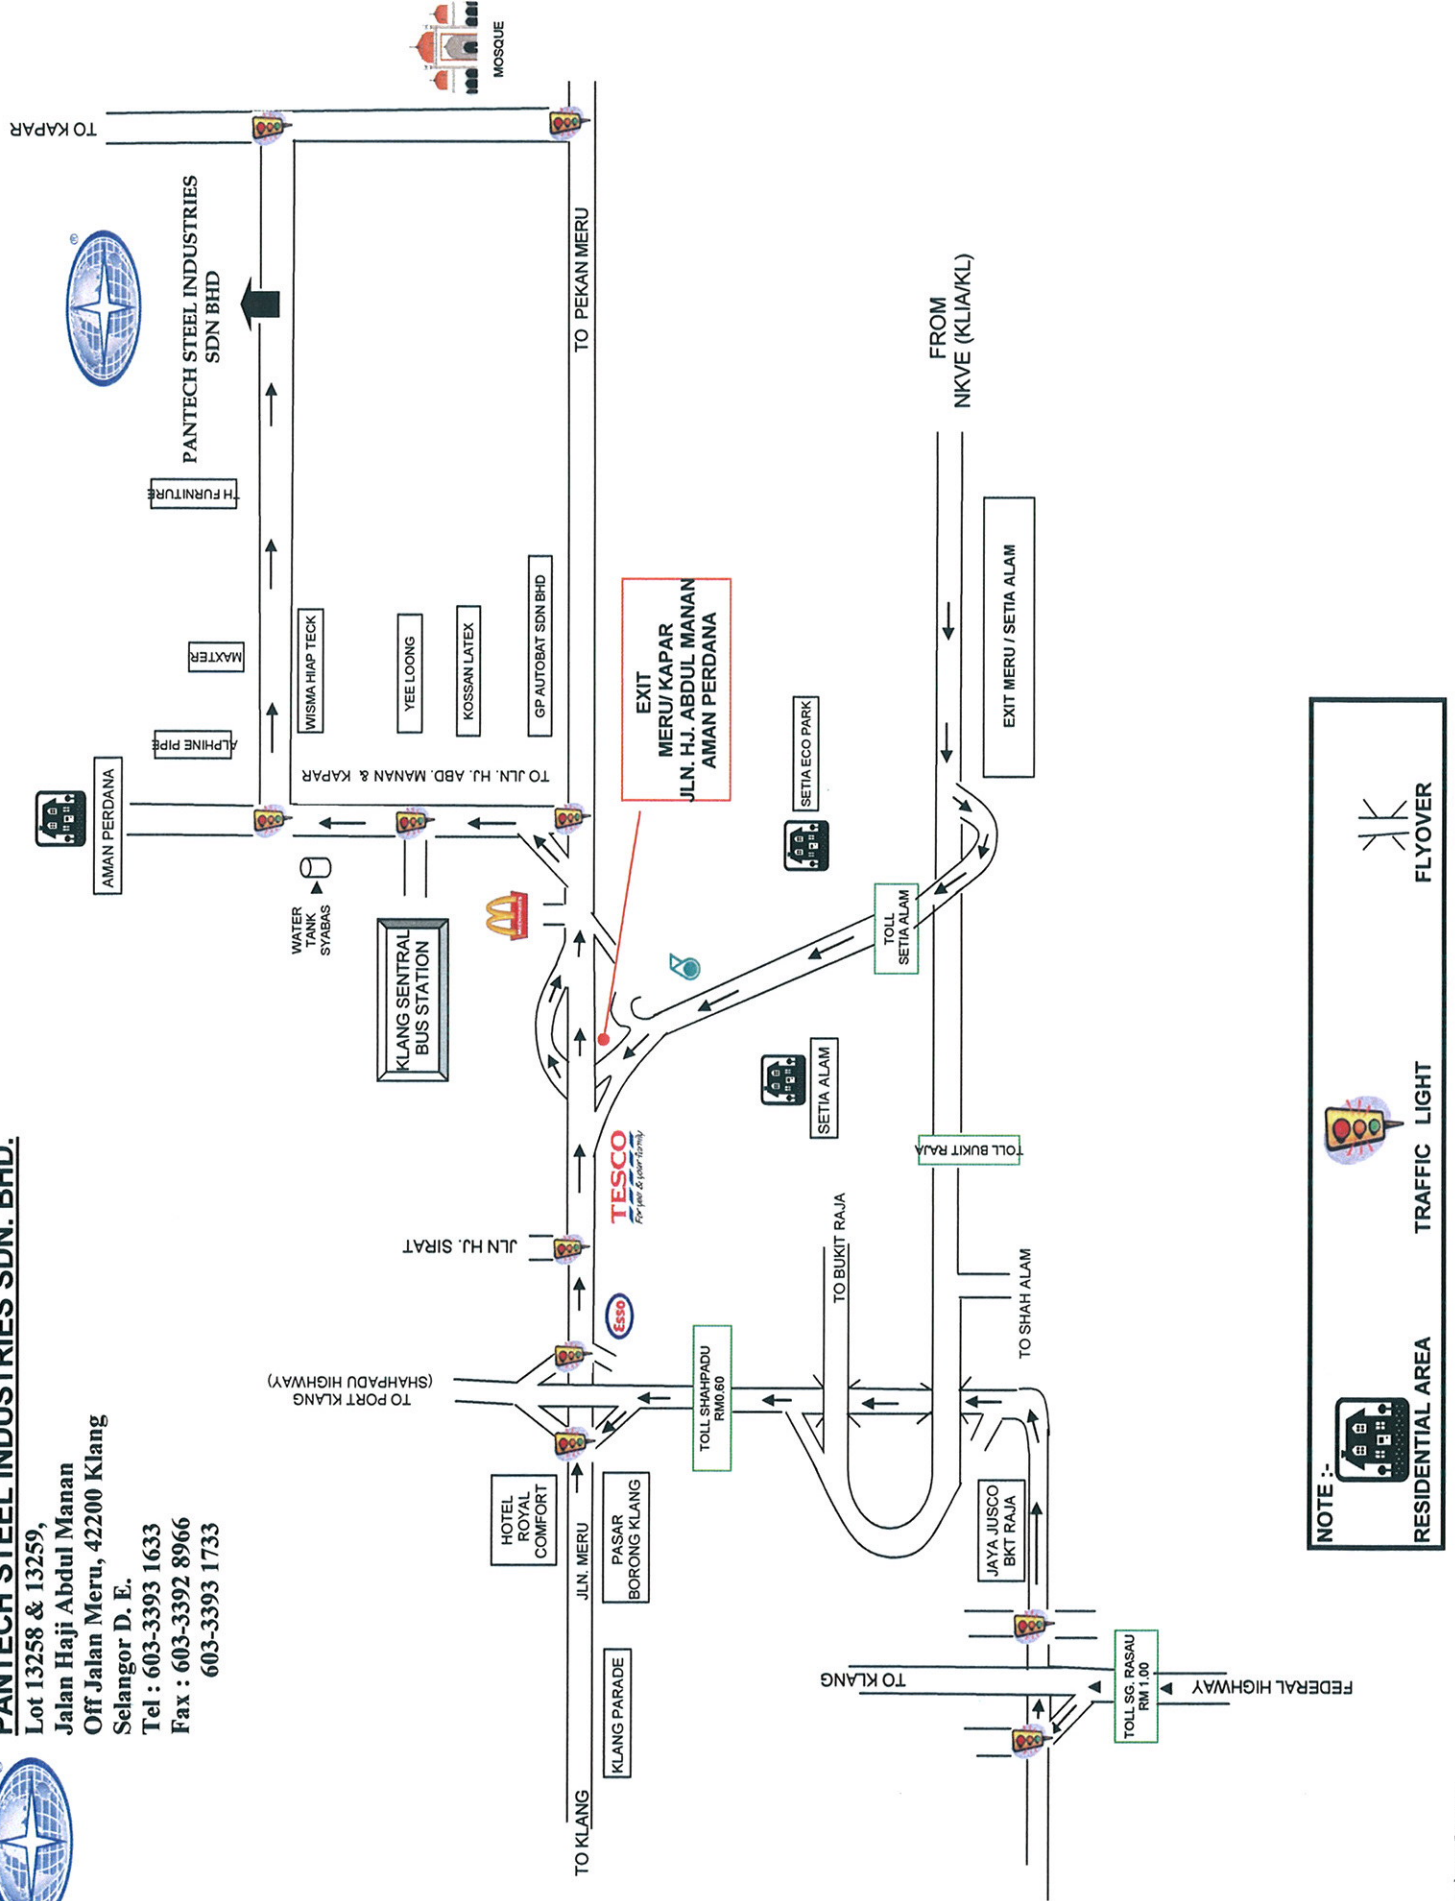 PANTECH STEEL INDUSTRIES SDN. BHD.
Lot 13258 & 13259,
Jalan Haji Abdul Manan
Off Jalan Meru, 42200 Klang
Selangor D. E.
Tel : 603-3393 1633
Fax : 603-3392 8966
603-3393 1733
AMAN PERDANA
ALPHINE PIPE
MAXTER
TH FURNITURE
PANTECH STEEL INDUSTRIES
SDN BHD
®
TO KAPAR
MOSQUE
WATER
TANK
SYABAS
TO JLN. HJ. ABD. MANAN & KAPAR
WISMA HIAP TECK
YEE LOONG
KOSSAN LATEX
GP AUTOBAT SDN BHD
KLANG SENTRAL
BUS STATION
McDonald's
TO PORT KLANG
(SHAHPADU HIGHWAY)
JLN HJ. SIRAT
HOTEL
ROYAL
COMFORT
TO KLANG
JLN. MERU
TO PEKAN MERU
KLANG PARADE
PASAR
BORONG KLANG
Esso
TESCO
For you & your family
EXIT
MERU/ KAPAR
JLN. HJ. ABDUL MANAN
AMAN PERDANA
TOLL SHAHPADU
RM0.60
SETIA ALAM
SETIA ECO PARK
TO BUKIT RAJA
TOLL
SETIA ALAM
FROM
NKVE (KLIA/KL)
TO KLANG
TOLL BUKIT RAJA
JAYA JUSCO
BKT RAJA
TO SHAH ALAM
EXIT MERU / SETIA ALAM
TOLL SG. RASAU
RM 1.00
FEDERAL HIGHWAY
NOTE :-
RESIDENTIAL AREA
TRAFFIC LIGHT
FLYOVER